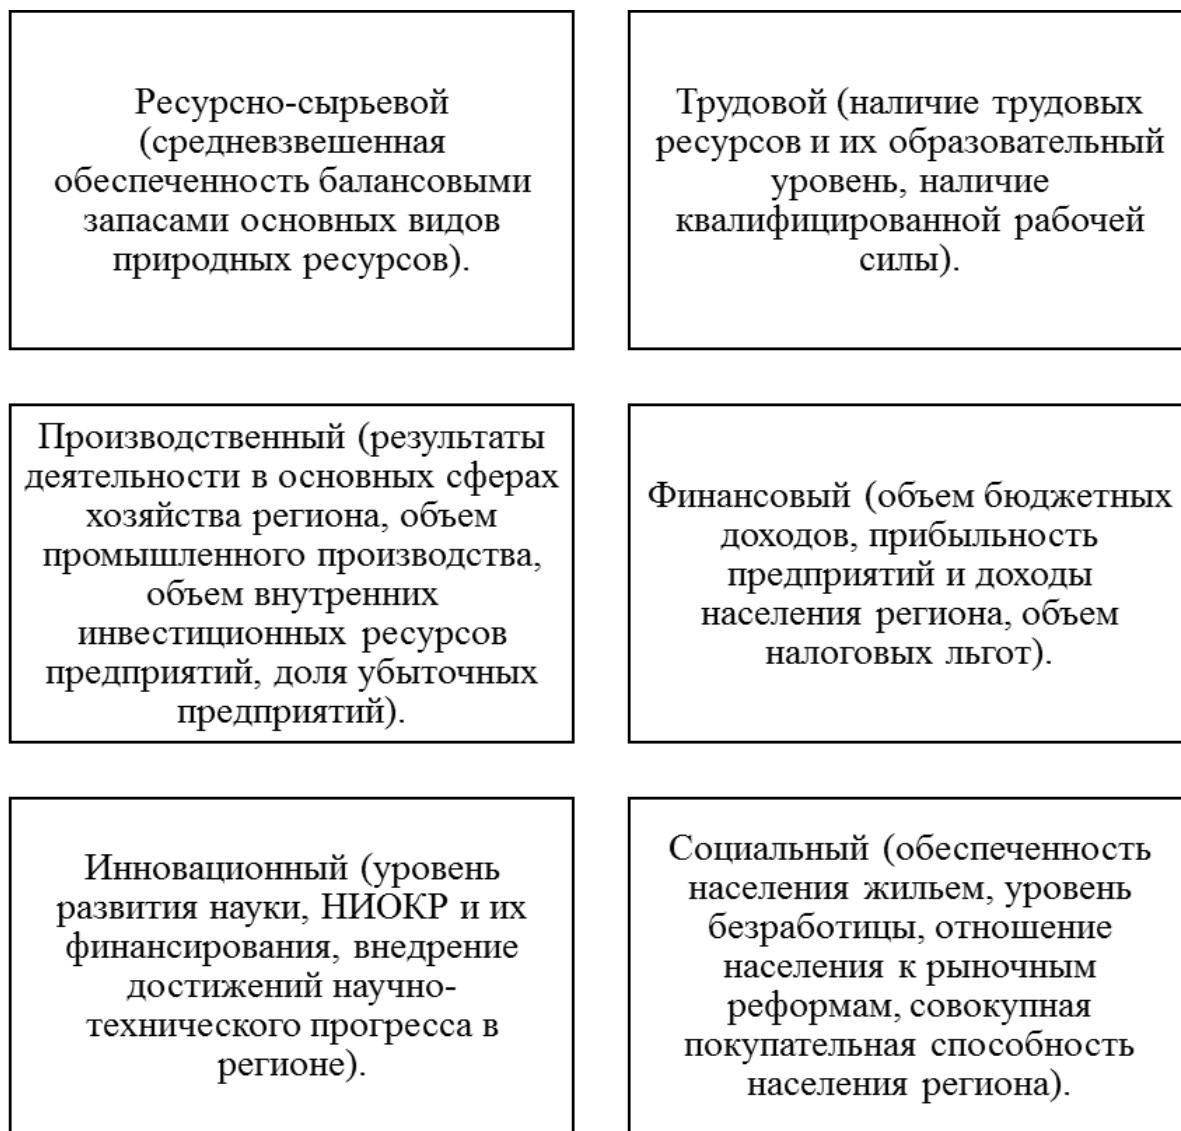 Ресурсно-сырьевой
(средневзвешенная
обеспеченность балансовыми
запасами основных видов
природных ресурсов).
Трудовой (наличие трудовых
ресурсов и их образовательный
уровень, наличие
квалифицированной рабочей
силы).
Производственный (результаты
деятельности в основных сферах
хозяйства региона, объем
промышленного производства,
объем внутренних
инвестиционных ресурсов
предприятий, доля убыточных
предприятий).
Финансовый (объем бюджетных
доходов, прибыльность
предприятий и доходы
населения региона, объем
налоговых льгот).
Инновационный (уровень
развития науки, НИОКР и их
финансирования, внедрение
достижений научно-
технического прогресса в
регионе).
Социальный (обеспеченность
населения жильем, уровень
безработицы, отношение
населения к рыночным
реформам, совокупная
покупательная способность
населения региона).